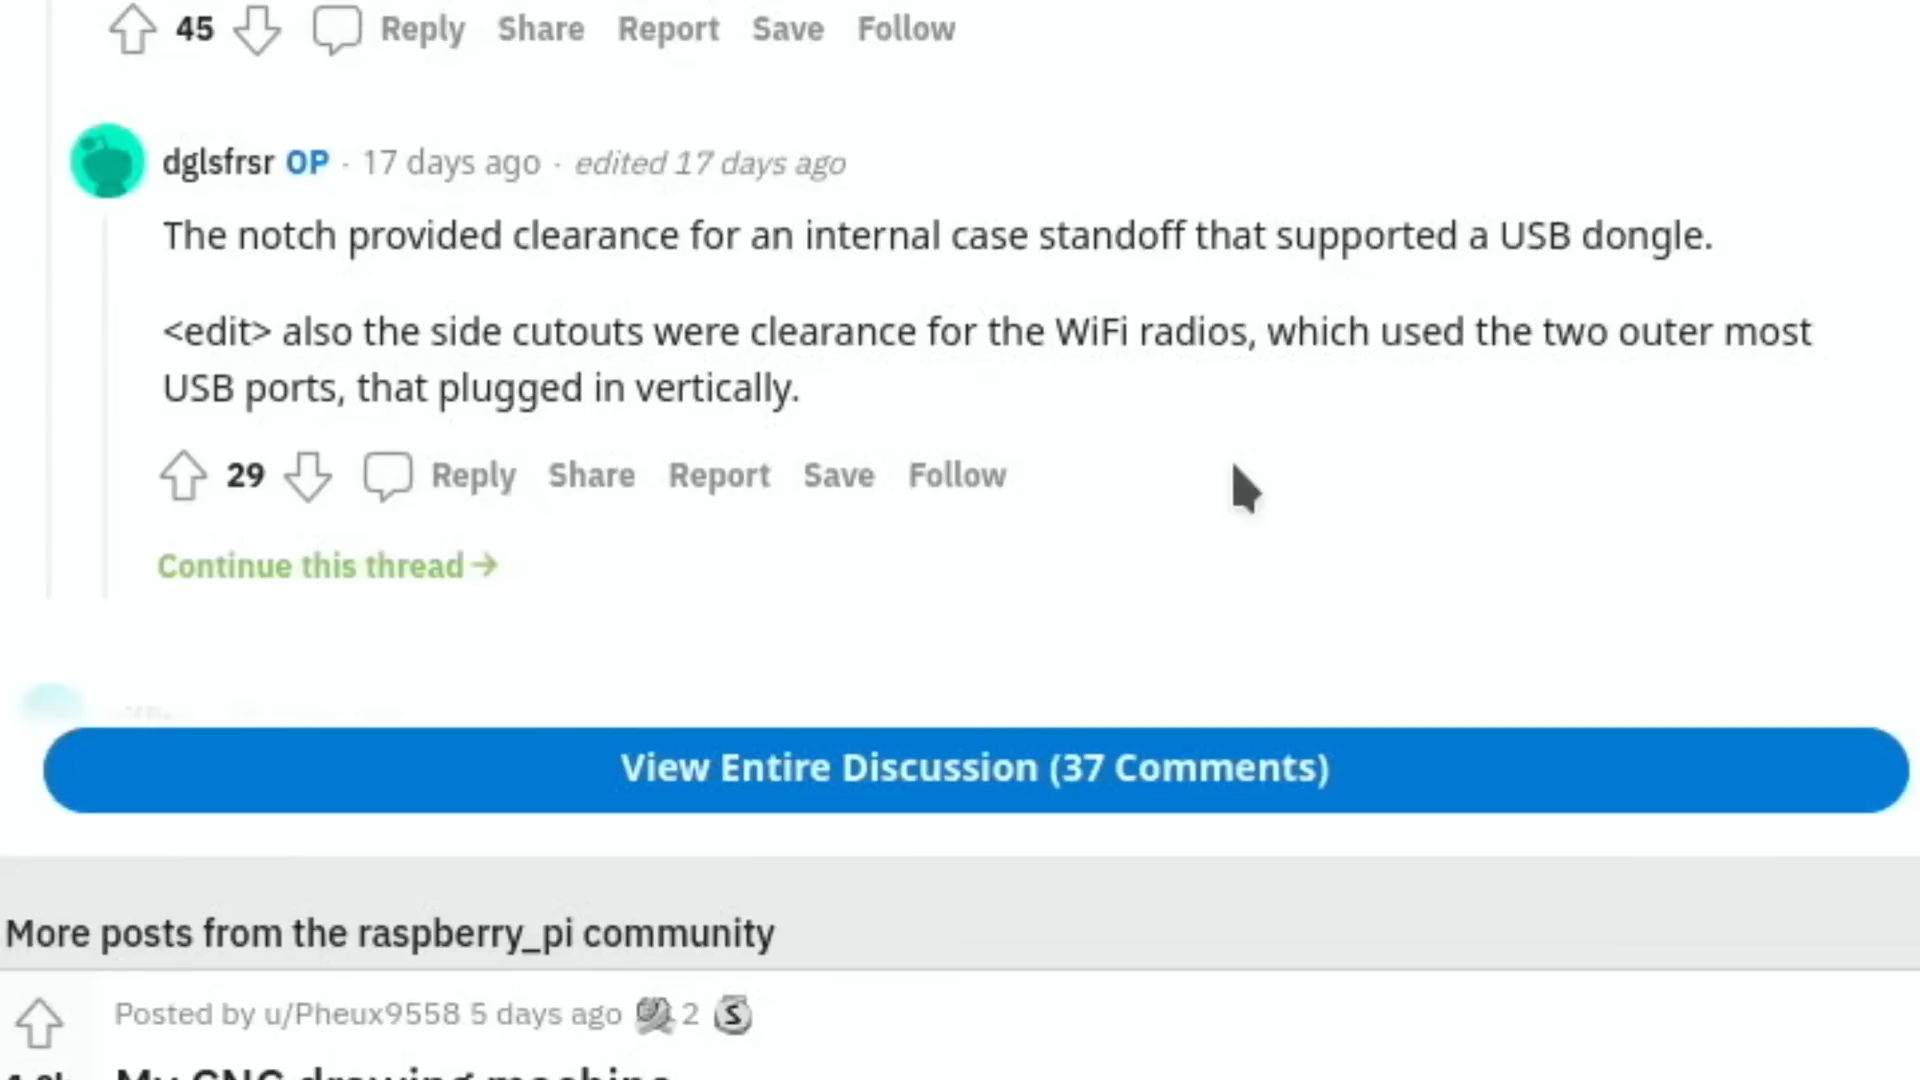 45 Reply Share Report Save Follow
dglsfrsr OP · 17 days ago · edited 17 days ago
The notch provided clearance for an internal case standoff that supported a USB dongle.
<edit> also the side cutouts were clearance for the WiFi radios, which used the two outer most
USB ports, that plugged in vertically.
29 Reply Share Report Save Follow
Continue this thread →
View Entire Discussion (37 Comments)
More posts from the raspberry_pi community
Posted by u/Pheux9558 5 days ago 2 S
My CNC drawing machine